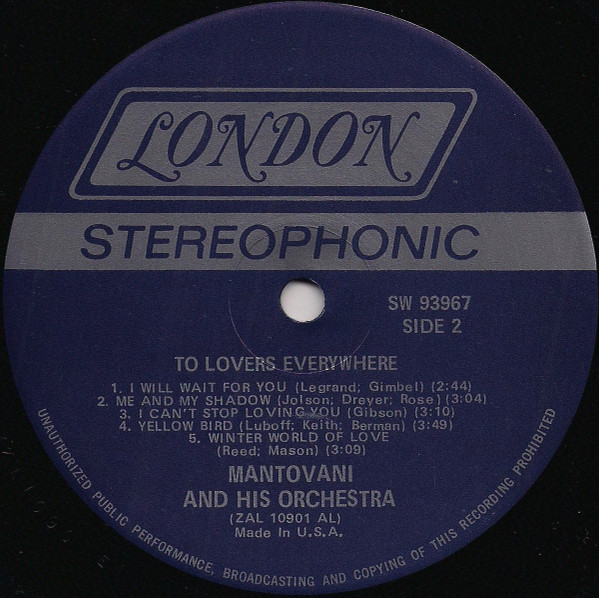 LONDON
STEREOPHONIC
SW 93967
SIDE 2
TO LOVERS EVERYWHERE
1. I WILL WAIT FOR YOU (Legrand; Gimbel) (2:44)
2. ME AND MY SHADOW (Jolson; Dreyer; Rose) (3:04)
3. I CAN'T STOP LOVING YOU (Gibson) (3:10)
4. YELLOW BIRD (Luboff; Keith; Berman) (3:49)
5. WINTER WORLD OF LOVE
(Reed; Mason) (3:09)
MANTOVANI
AND HIS ORCHESTRA
(ZAL 10901 AL)
Made In U.S.A.
UNAUTHORIZED PUBLIC PERFORMANCE, BROADCASTING AND COPYING OF THIS RECORDING PROHIBITED